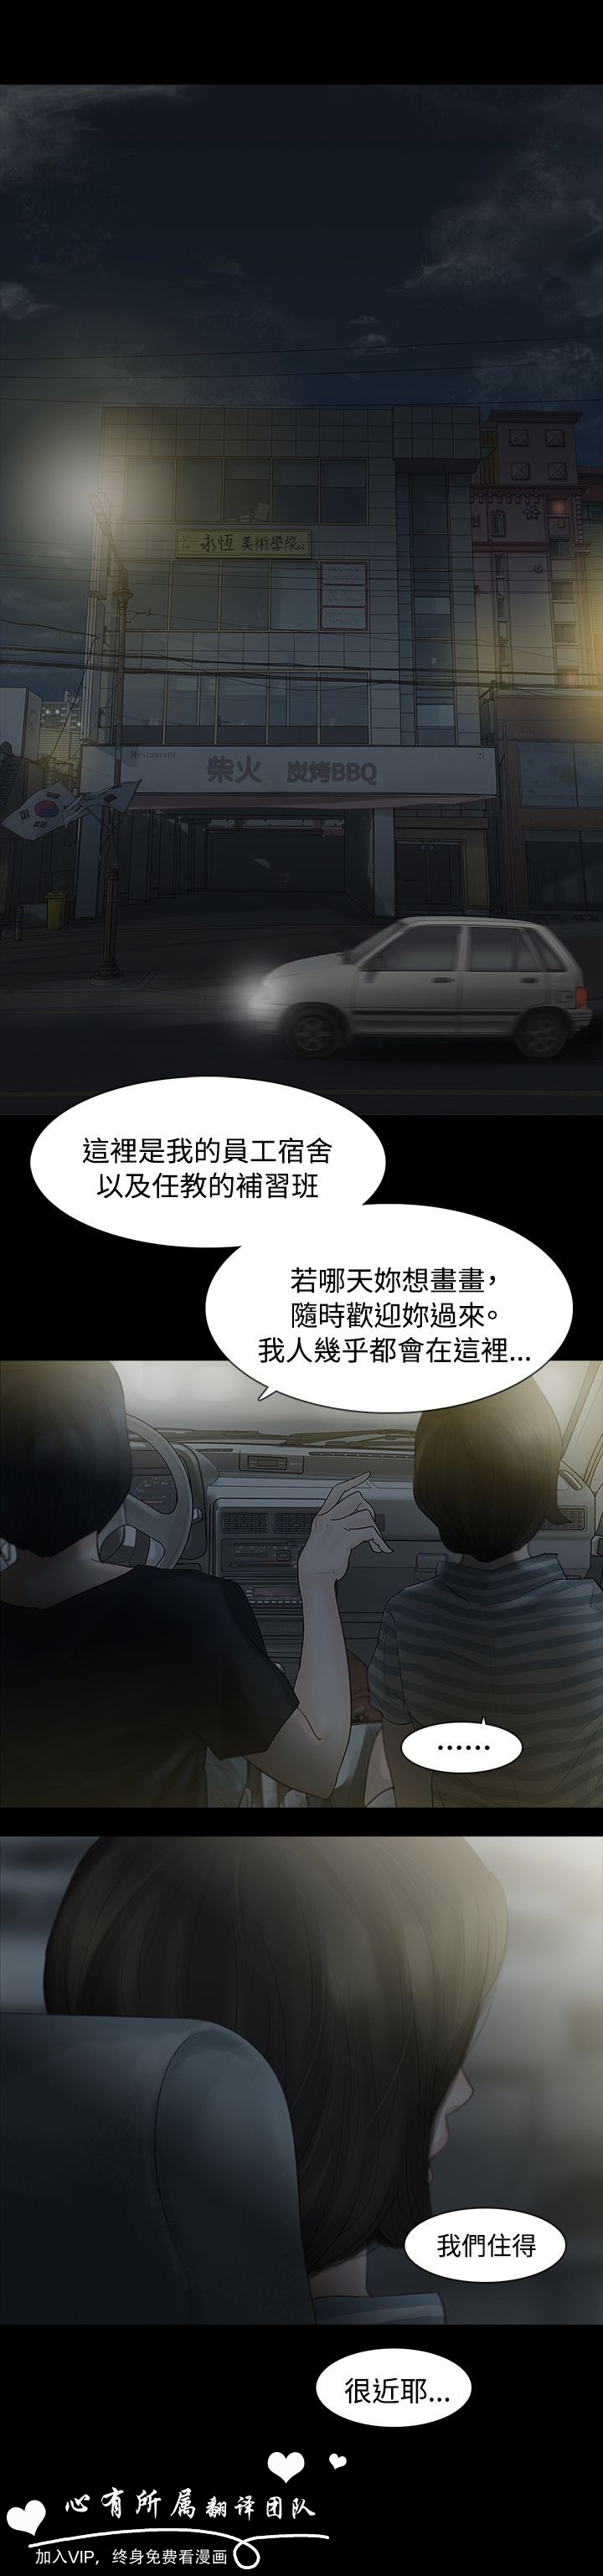 永恆 美術學院
Restaurant
柴火 炭烤BBQ
2F
這裡是我的員工宿舍
以及任教的補習班
若哪天妳想畫畫，
隨時歡迎妳過來。
我人幾乎都會在這裡…
……
我們住得
很近耶…
心有所属翻译团队
加入VIP，终身免费看漫画